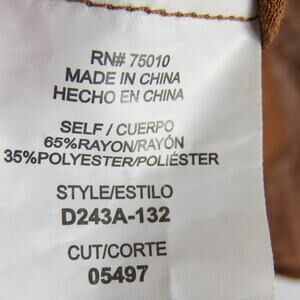 RN# 75010
MADE IN CHINA
HECHO EN CHINA
SELF / CUERPO
65%RAYON/RAYÓN
35%POLYESTER/POLIÉSTER
STYLE/ESTILO
D243A-132
CUT/CORTE
05497